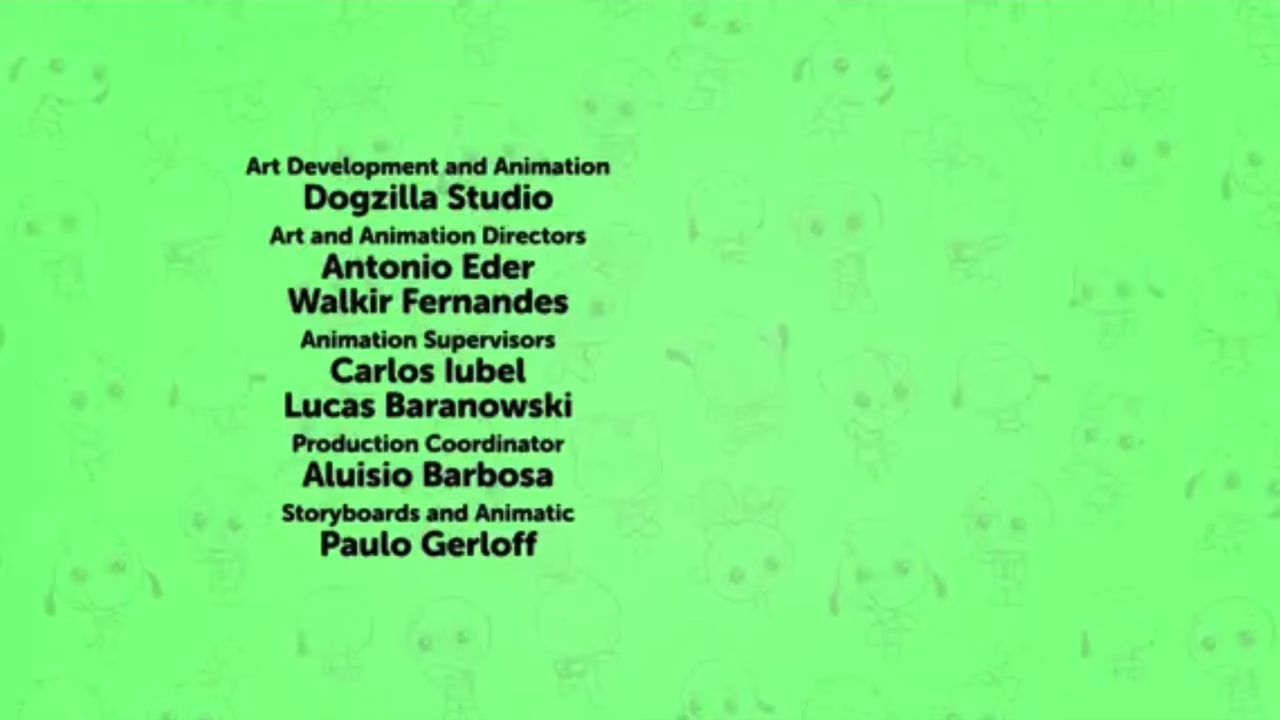 Art Development and Animation
Dogzilla Studio
Art and Animation Directors
Antonio Eder
Walkir Fernandes
Animation Supervisors
Carlos Iubel
Lucas Baranowski
Production Coordinator
Aluisio Barbosa
Storyboards and Animatic
Paulo Gerloff